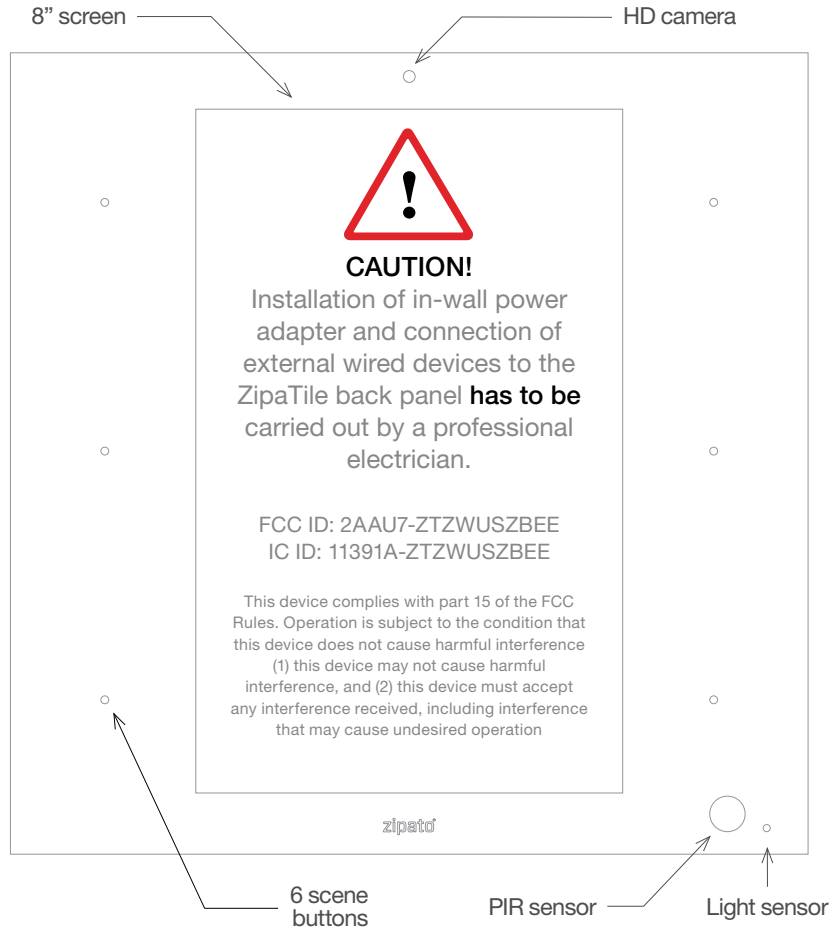 8” screen
HD camera
!
CAUTION!
Installation of in-wall power
adapter and connection of
external wired devices to the
ZipaTile back panel has to be
carried out by a professional
electrician.
FCC ID: 2AAU7-ZTZWUSZBEE
IC ID: 11391A-ZTZWUSZBEE
This device complies with part 15 of the FCC
Rules. Operation is subject to the condition that
this device does not cause harmful interference
(1) this device may not cause harmful
interference, and (2) this device must accept
any interference received, including interference
that may cause undesired operation
zipato
6 scene
buttons
PIR sensor
Light sensor